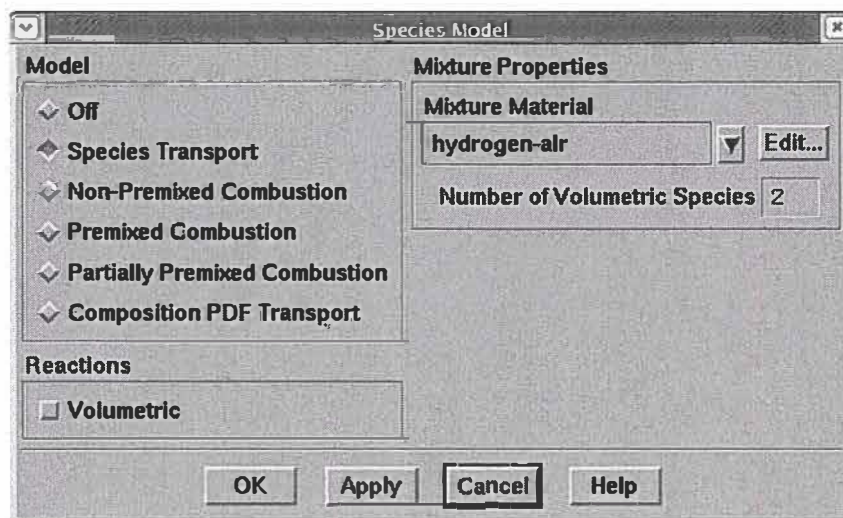 Species Model
Model
Off
Species Transport
Non-Premixed Combustion
Premixed Combustion
Partially Premixed Combustion
Composition PDF Transport
Reactions
Volumetric
Mixture Properties
Mixture Material
hydrogen-air
Edit...
Number of Volumetric Species 2
OK Apply Cancel Help